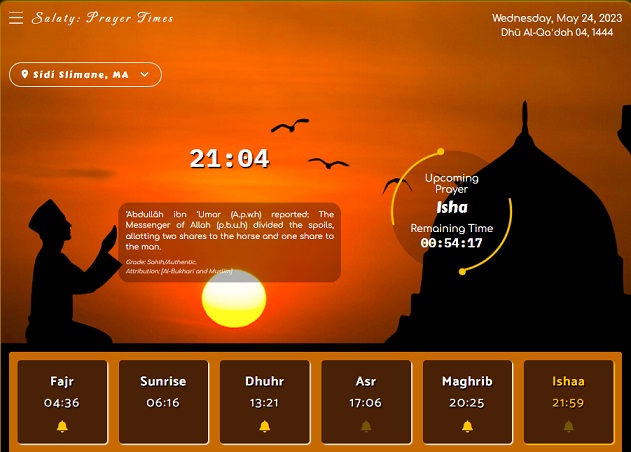 Salaty: Prayer Times
Wednesday, May 24, 2023
Dhū Al-Qaʿdah 04, 1444
Sidi Slimane, MA
21:04
Upcoming
Prayer
Isha
Remaining Time
00:54:17
'Abdullāh ibn 'Umar (A.p.w.h) reported: The
Messenger of Allah (p.b.u.h) divided the spoils,
allotting two shares to the horse and one share to
the man.
Grade: Sahih/Authentic.
Attribution: [Al-Bukhari and Muslim]
Fajr
04:36
Sunrise
06:16
Dhuhr
13:21
Asr
17:06
Maghrib
20:25
Ishaa
21:59